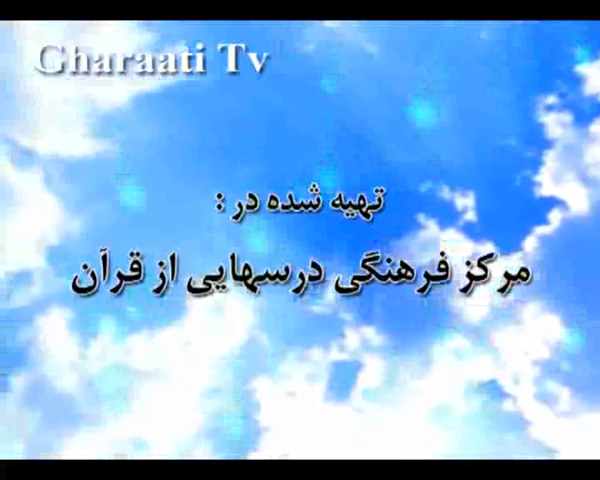 Gharaati Tv
تهیه شده در :
مرکز فرهنگی درسهایی از قرآن